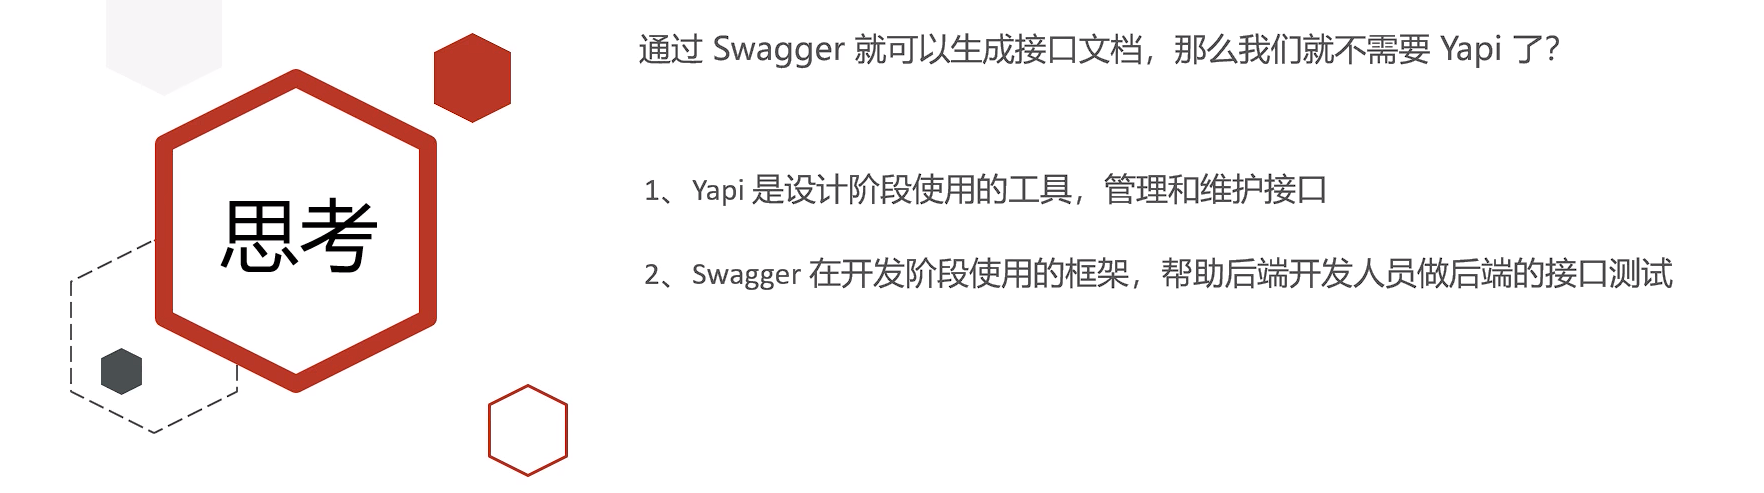 思考
通过 Swagger 就可以生成接口文档，那么我们就不需要 Yapi 了？
1、Yapi 是设计阶段使用的工具，管理和维护接口
2、Swagger 在开发阶段使用的框架，帮助后端开发人员做后端的接口测试